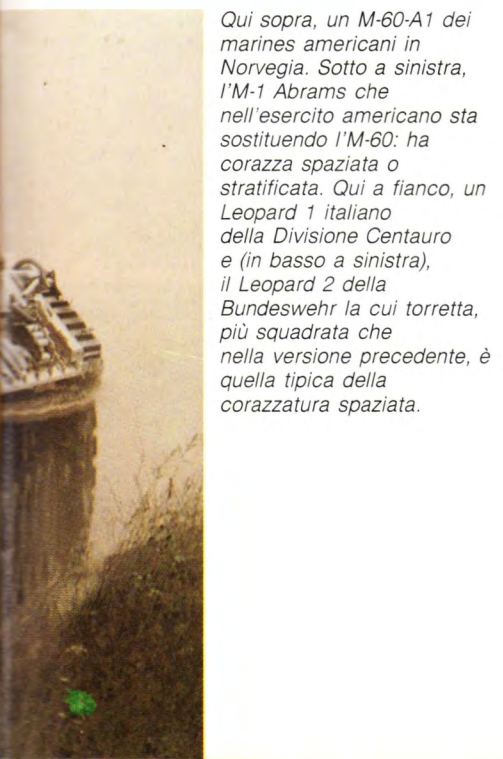 Qui sopra, un M-60-A1 dei
marines americani in
Norvegia. Sotto a sinistra,
l'M-1 Abrams che
nell'esercito americano sta
sostituendo l'M-60: ha
corazza spaziata o
stratificata. Qui a fianco, un
Leopard 1 italiano
della Divisione Centauro
e (in basso a sinistra),
il Leopard 2 della
Bundeswehr la cui torretta,
più squadrata che
nella versione precedente, è
quella tipica della
corazzatura spaziata.